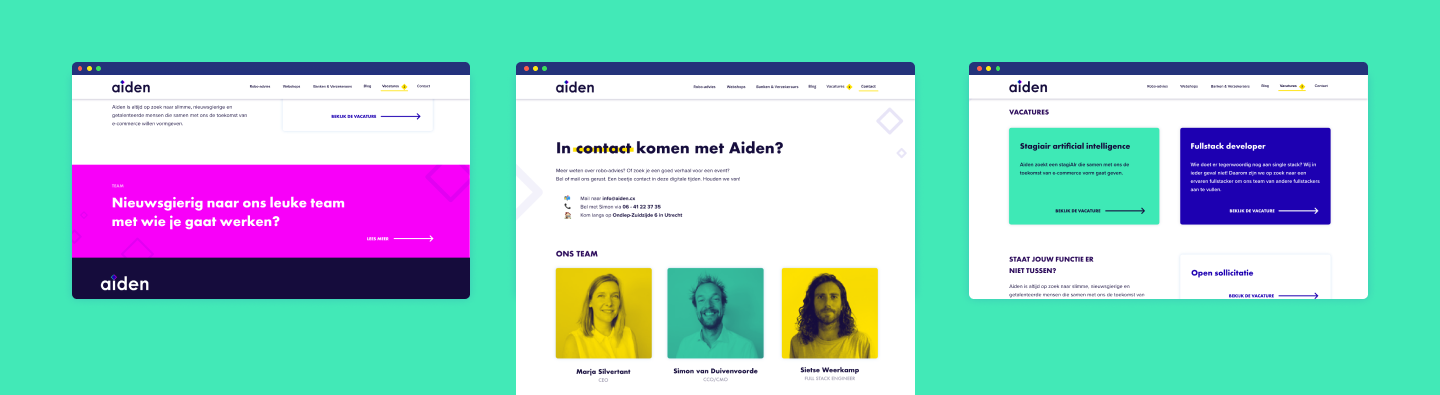 aiden
Robo-advies Webshops Banken & Verzekeraars Blog Vacatures 2 Contact
Aiden is altijd op zoek naar slimme, nieuwsgierige en
getalenteerde mensen die samen met ons de toekomst van
e-commerce willen vormgeven.
BEKIJK DE VACATURE
TEAM
Nieuwsgierig naar ons leuke team
met wie je gaat werken?
LEES MEER
aiden
aiden
Robo-advies Webshops Banken & Verzekeraars Blog Vacatures 2 Contact
In contact komen met Aiden?
Meer weten over robo-advies? Of zoek je een goed verhaal voor een event?
Bel of mail ons gerust. Een beetje contact in deze digitale tijden. Houden we van!
Mail naar info@aiden.cx
Bel met Simon via 06 - 41 22 37 35
Kom langs op Ondiep-Zuidzijde 6 in Utrecht
ONS TEAM
Marja Silvertant
CEO
Simon van Duivenvoorde
CCO/CMO
Sietse Weerkamp
FULL STACK ENGINEER
aiden
Robo-advies Webshops Banken & Verzekeraars Blog Vacatures 2 Contact
VACATURES
Stagiair artificial intelligence
Aiden zoekt een stagiAIr die samen met ons de
toekomst van e-commerce vorm gaat geven.
BEKIJK DE VACATURE
Fullstack developer
Wie doet er tegenwoordig nog aan single stack? Wij in
ieder geval niet! Daarom zijn we op zoek naar een
ervaren fullstacker om ons team van andere fullstackers
aan te vullen.
BEKIJK DE VACATURE
STAAT JOUW FUNCTIE ER
NIET TUSSEN?
Aiden is altijd op zoek naar slimme, nieuwsgierige en
getalenteerde mensen die samen met ons de toekomst van
Open sollicitatie
BEKIJK DE VACATURE